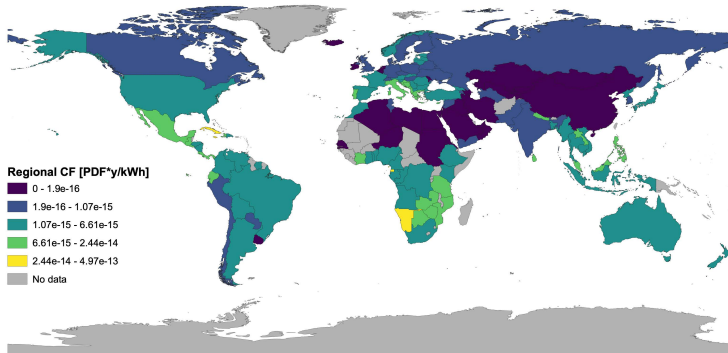 Regional CF [PDF*y/kWh]
0 - 1.9e-16
1.9e-16 - 1.07e-15
1.07e-15 - 6.61e-15
6.61e-15 - 2.44e-14
2.44e-14 - 4.97e-13
No data